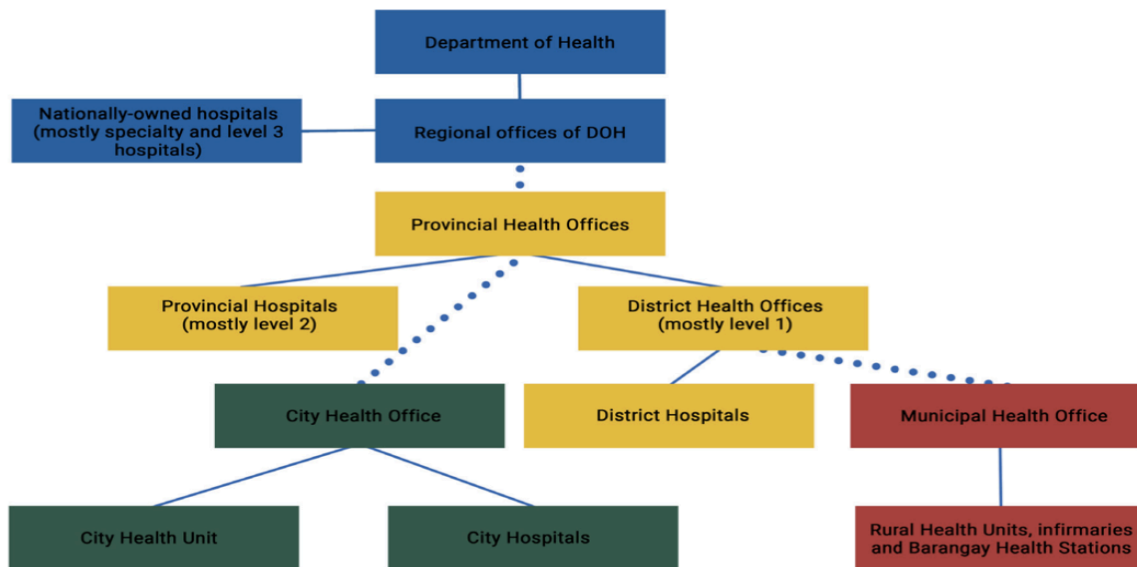 Department of Health
Nationally-owned hospitals
(mostly specialty and level 3
hospitals)
Regional offices of DOH
Provincial Health Offices
Provincial Hospitals
(mostly level 2)
District Health Offices
(mostly level 1)
City Health Office
District Hospitals
Municipal Health Office
City Health Unit
City Hospitals
Rural Health Units, infirmaries
and Barangay Health Stations